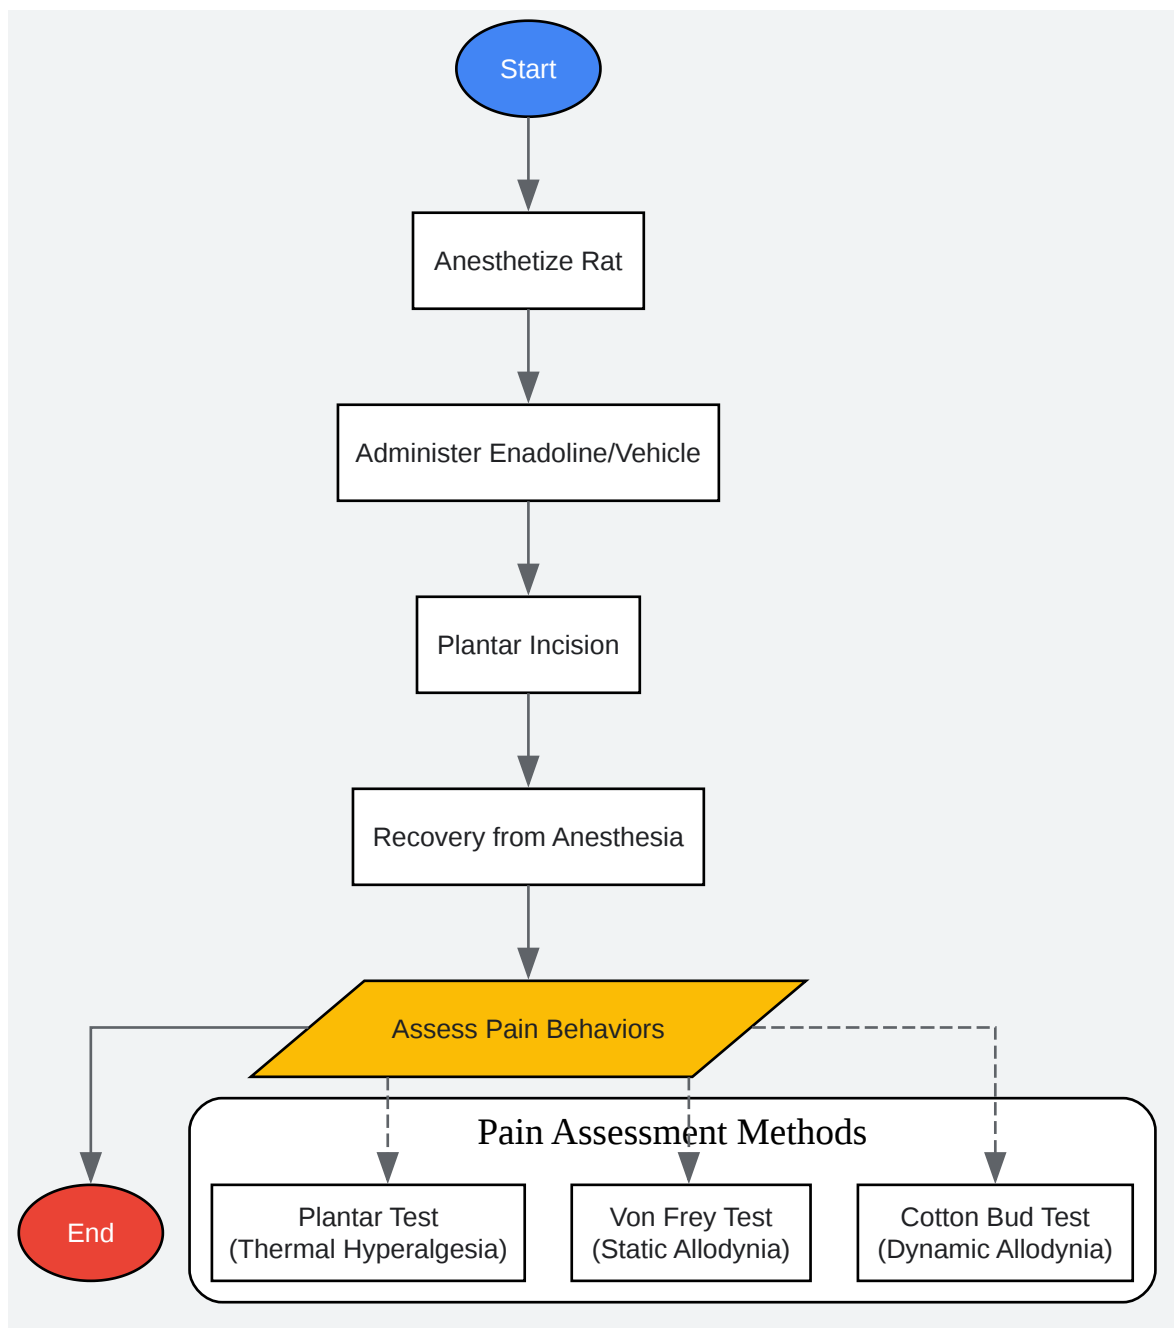 Start
Anesthetize Rat
Administer Enadoline/Vehicle
Plantar Incision
Recovery from Anesthesia
Assess Pain Behaviors
Pain Assessment Methods
End
Plantar Test
(Thermal Hyperalgesia)
Von Frey Test
(Static Allodynia)
Cotton Bud Test
(Dynamic Allodynia)